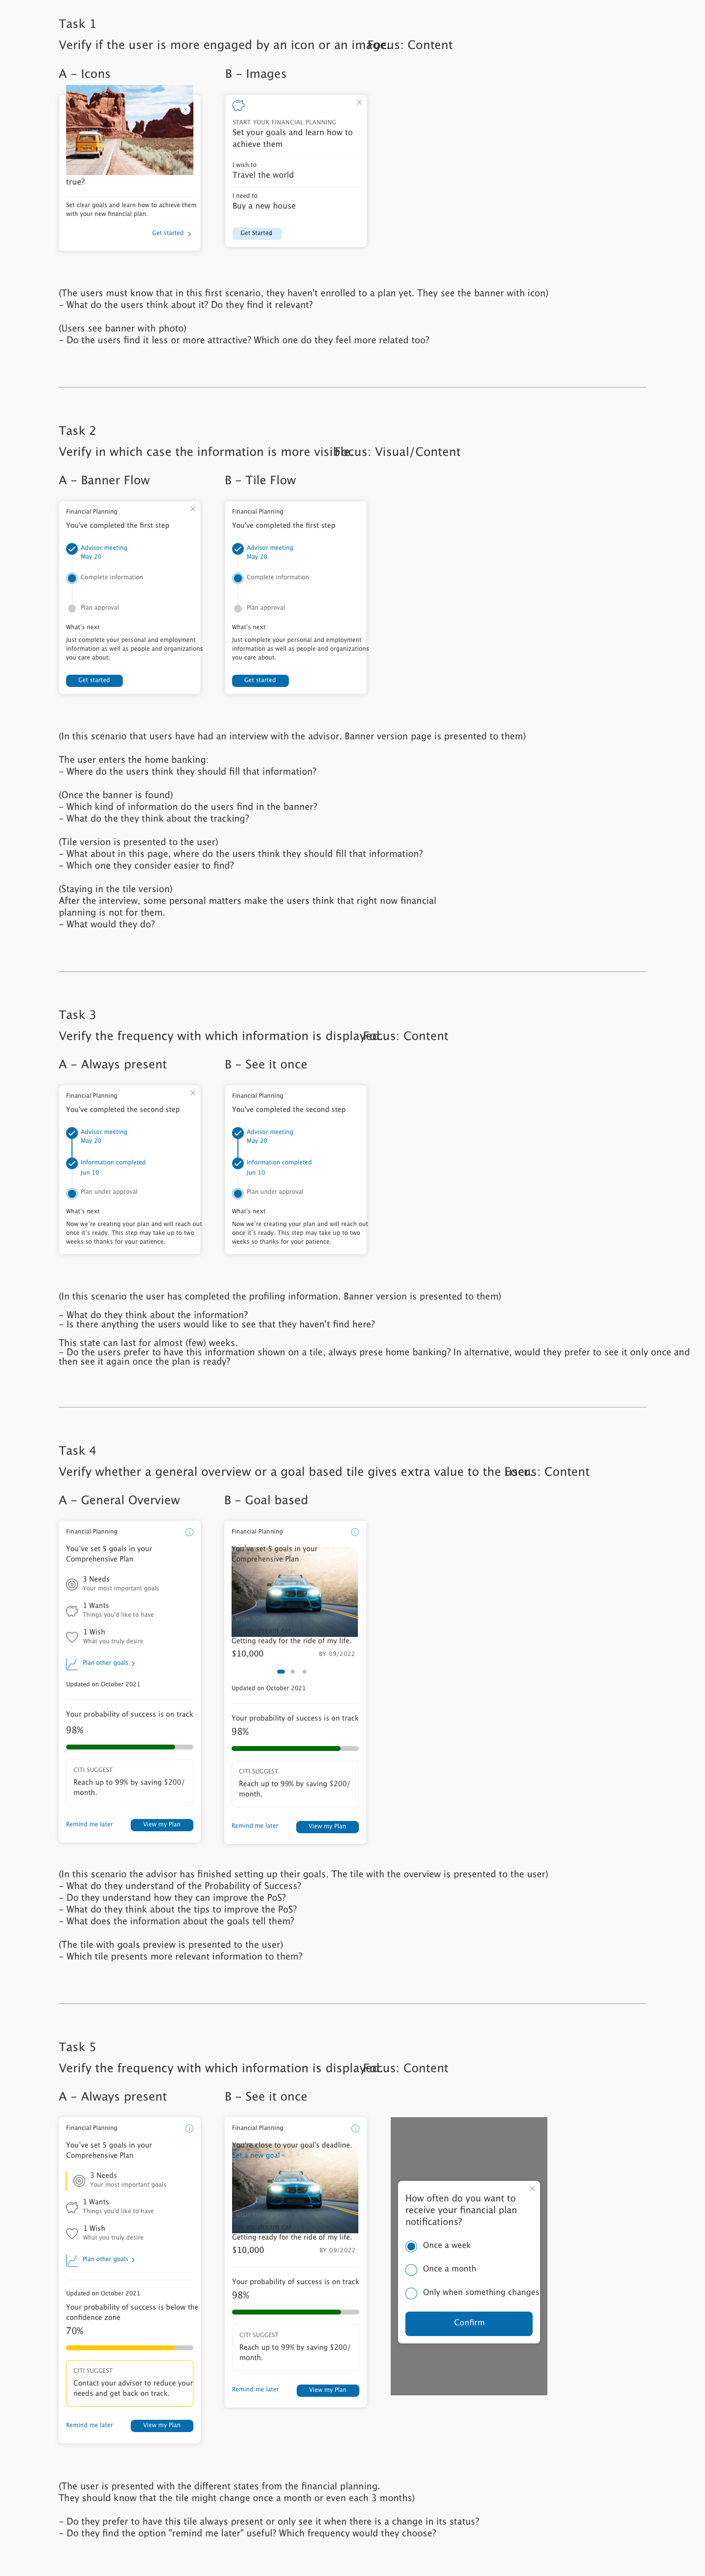 Task 1
Verify if the user is more engaged by an icon or an image. Focus: Content
A – Icons
B – Images
true?
Set clear goals and learn how to achieve them
with your new financial plan.
Get started
START YOUR FINANCIAL PLANNING
Set your goals and learn how to
achieve them
I wish to
Travel the world
I need to
Buy a new house
Get Started
(The users must know that in this first scenario, they haven't enrolled to a plan yet. They see the banner with icon)
– What do the users think about it? Do they find it relevant?
(Users see banner with photo)
– Do the users find it less or more attractive? Which one do they feel more related too?
Task 2
Verify in which case the information is more visible. Focus: Visual/Content
A – Banner Flow
B – Tile Flow
Financial Planning
You've completed the first step
Advisor meeting
May 20
Complete information
Plan approval
What's next
Just complete your personal and employment
information as well as people and organizations
you care about.
Get started
Financial Planning
You've completed the first step
Advisor meeting
May 20
Complete information
Plan approval
What's next
Just complete your personal and employment
information as well as people and organizations
you care about.
Get started
(In this scenario that users have had an interview with the advisor. Banner version page is presented to them)
The user enters the home banking:
– Where do the users think they should fill that information?
(Once the banner is found)
– Which kind of information do the users find in the banner?
– What do the they think about the tracking?
(Tile version is presented to the user)
– What about in this page, where do the users think they should fill that information?
– Which one they consider easier to find?
(Staying in the tile version)
After the interview, some personal matters make the users think that right now financial
planning is not for them.
– What would they do?
Task 3
Verify the frequency with which information is displayed. Focus: Content
A – Always present
B – See it once
Financial Planning
You've completed the second step
Advisor meeting
May 20
Information completed
Jun 10
Plan under approval
What's next
Now we're creating your plan and will reach out
once it's ready. This step may take up to two
weeks so thanks for your patience.
Financial Planning
You've completed the second step
Advisor meeting
May 20
Information completed
Jun 10
Plan under approval
What's next
Now we're creating your plan and will reach out
once it's ready. This step may take up to two
weeks so thanks for your patience.
(In this scenario the user has completed the profiling information. Banner version is presented to them)
– What do they think about the information?
– Is there anything the users would like to see that they haven't find here?
This state can last for almost (few) weeks.
– Do the users prefer to have this information shown on a tile, always prese home banking? In alternative, would they prefer to see it only once and
then see it again once the plan is ready?
Task 4
Verify whether a general overview or a goal based tile gives extra value to the user. Focus: Content
A – General Overview
B – Goal based
Financial Planning
You've set 5 goals in your
Comprehensive Plan
3 Needs
Your most important goals
1 Wants
Things you'd like to have
1 Wish
What you truly desire
Plan other goals
Updated on October 2021
Your probability of success is on track
98%
CITI SUGGEST
Reach up to 99% by saving $200/
month.
Remind me later
View my Plan
Financial Planning
You've set 5 goals in your
Comprehensive Plan
Getting ready for the ride of my life.
$10,000
BY 09/2022
Updated on October 2021
Your probability of success is on track
98%
CITI SUGGEST
Reach up to 99% by saving $200/
month.
Remind me later
View my Plan
(In this scenario the advisor has finished setting up their goals. The tile with the overview is presented to the user)
– What do they understand of the Probability of Success?
– Do they understand how they can improve the PoS?
– What do they think about the tips to improve the PoS?
– What does the information about the goals tell them?
(The tile with goals preview is presented to the user)
– Which tile presents more relevant information to them?
Task 5
Verify the frequency with which information is displayed. Focus: Content
A – Always present
B – See it once
Financial Planning
You've set 5 goals in your
Comprehensive Plan
3 Needs
Your most important goals
1 Wants
Things you'd like to have
1 Wish
What you truly desire
Plan other goals
Updated on October 2021
Your probability of success is below the
confidence zone
70%
CITI SUGGEST
Contact your advisor to reduce your
needs and get back on track.
Remind me later
View my Plan
Financial Planning
You're close to your goal's deadline.
Set a new goal
Getting ready for the ride of my life.
$10,000
BY 09/2022
Your probability of success is on track
98%
CITI SUGGEST
Reach up to 99% by saving $200/
month.
Remind me later
View my Plan
How often do you want to
receive your financial plan
notifications?
Once a week
Once a month
Only when something changes
Confirm
(The user is presented with the different states from the financial planning.
They should know that the tile might change once a month or even each 3 months)
– Do they prefer to have this tile always present or only see it when there is a change in its status?
– Do they find the option "remind me later" useful? Which frequency would they choose?